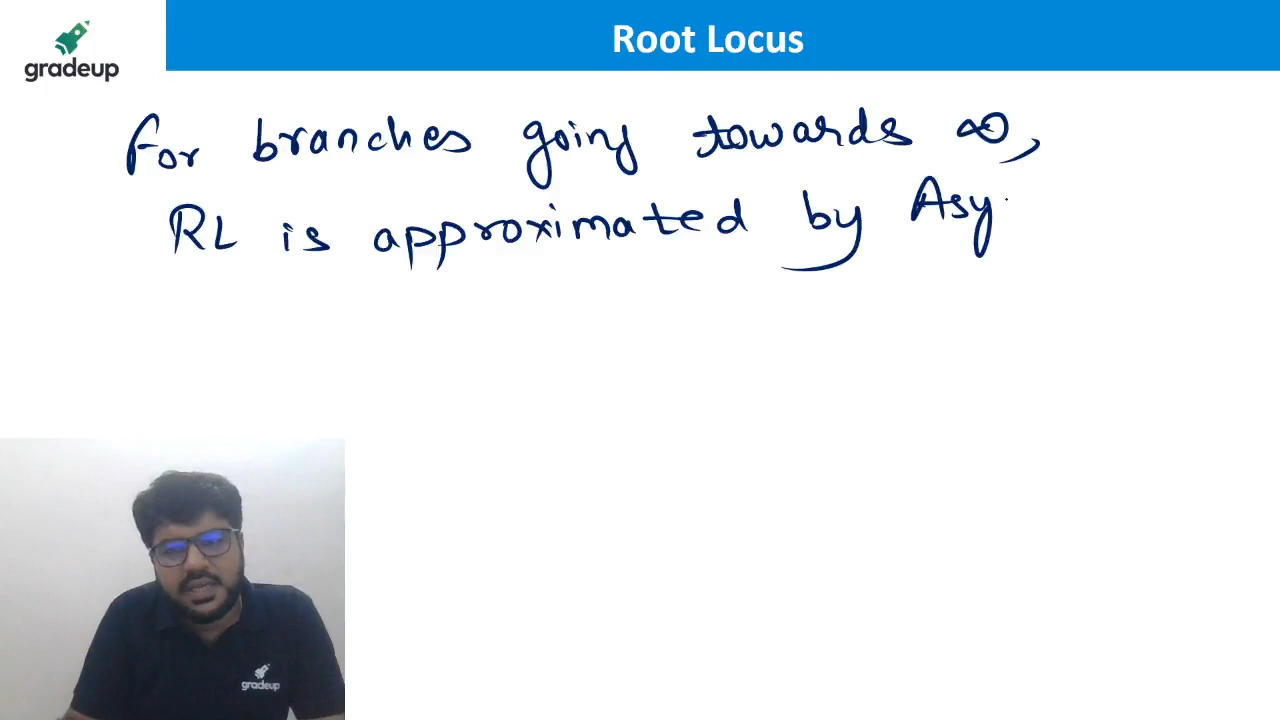 Root Locus
gradeup
For branches going towards ∞,
RL is approximated by Asy
gradeup